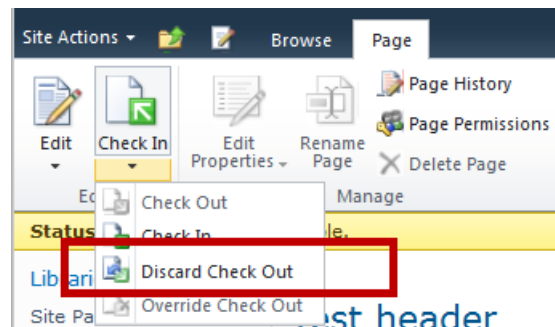 Site Actions Browse Page
Edit
Check In
Edit Properties
Rename Page
Page History
Page Permissions
Delete Page
Manage
Check Out
Status
Check In
Discard Check Out
Site Pa
Override Check Out
test header